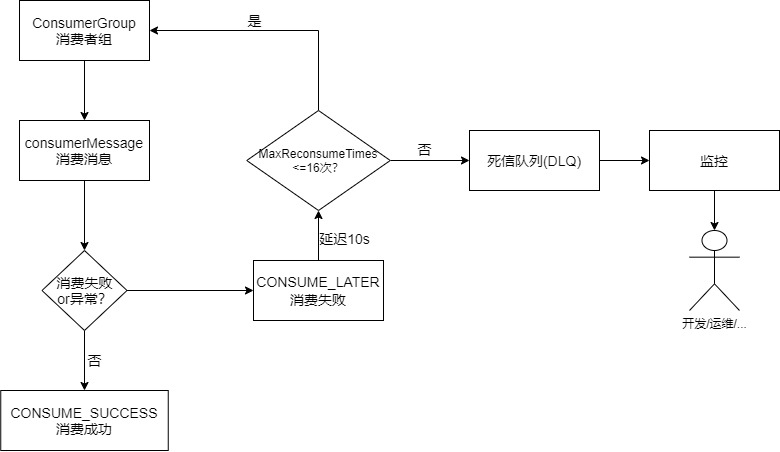 ConsumerGroup
消费者组
是
consumerMessage
消费消息
MaxReconsumeTimes
<=16次?
否
死信队列(DLQ)
监控
延迟10s
消费失败
or异常?
CONSUME_LATER
消费失败
开发/运维/...
否
CONSUME_SUCCESS
消费成功